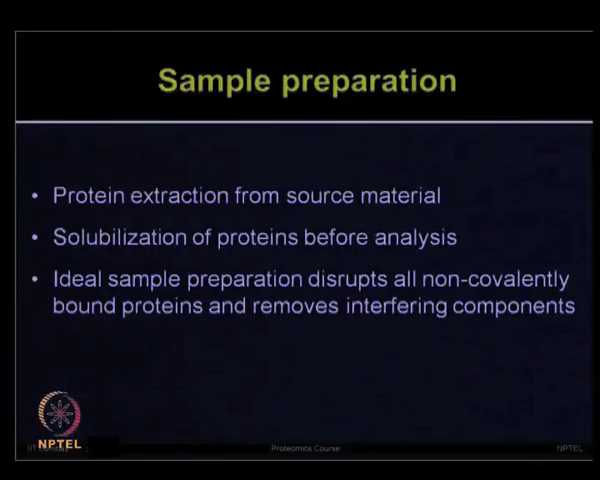 Sample preparation
• Protein extraction from source material
• Solubilization of proteins before analysis
• Ideal sample preparation disrupts all non-covalently
bound proteins and removes interfering components
NPTEL
Proteomics Course
NPTEL